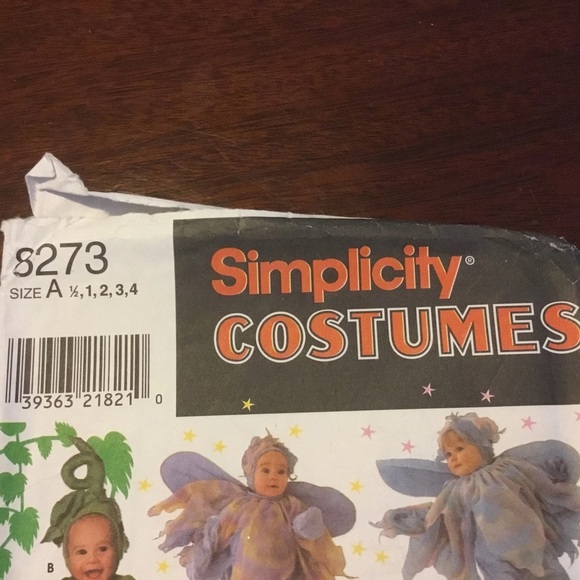 8273
SIZE A ½, 1, 2, 3, 4
Simplicity®
COSTUMES
39363 21821 0
B